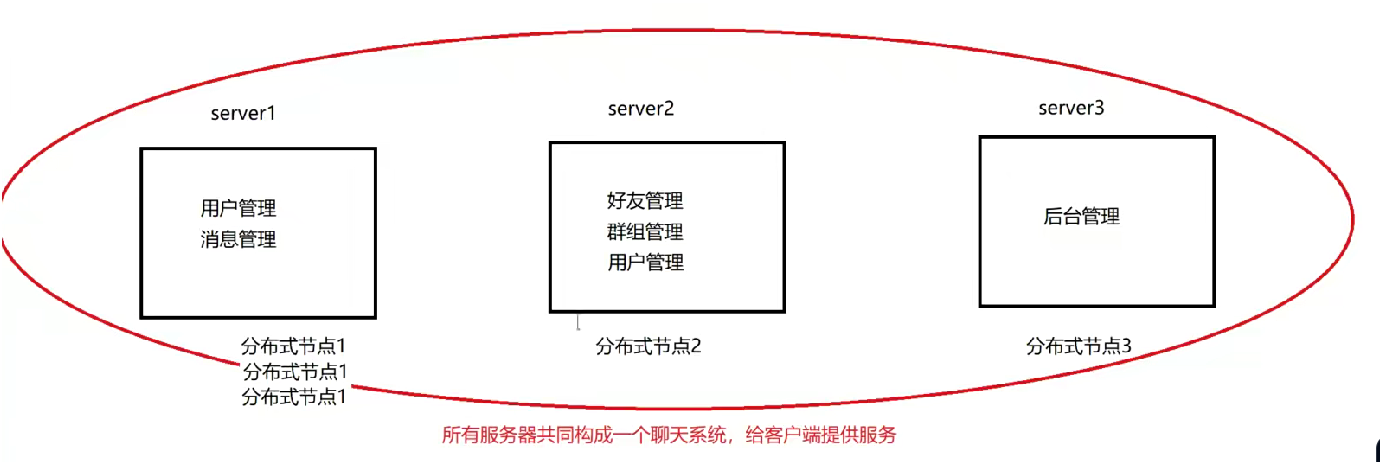 server1
server2
server3
用户管理
消息管理
好友管理
群组管理
用户管理
后台管理
分布式节点1
分布式节点1
分布式节点1
分布式节点2
分布式节点3
所有服务器共同构成一个聊天系统，给客户端提供服务